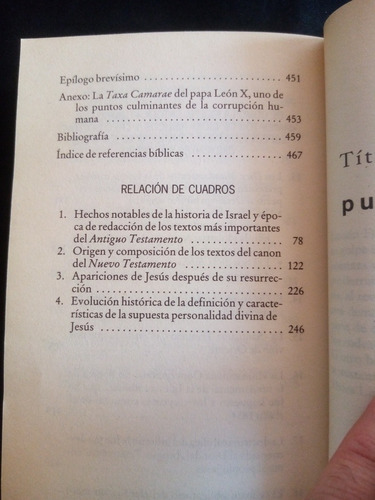 Epílogo brevísimo ........................ 451
Anexo: La Taxa Camarae del papa León X, uno de
los puntos culminantes de la corrupción hu-
mana ........................ 453
Bibliografía ........................ 459
Índice de referencias bíblicas ........................ 467
RELACIÓN DE CUADROS
1. Hechos notables de la historia de Israel y épo-
ca de redacción de los textos más importantes
del Antiguo Testamento ........................ 78
2. Origen y composición de los textos del canon
del Nuevo Testamento ........................ 122
3. Apariciones de Jesús después de su resurrec-
ción ........................ 226
4. Evolución histórica de la definición y caracte-
rísticas de la supuesta personalidad divina de
Jesús ........................ 246
Tít
pu